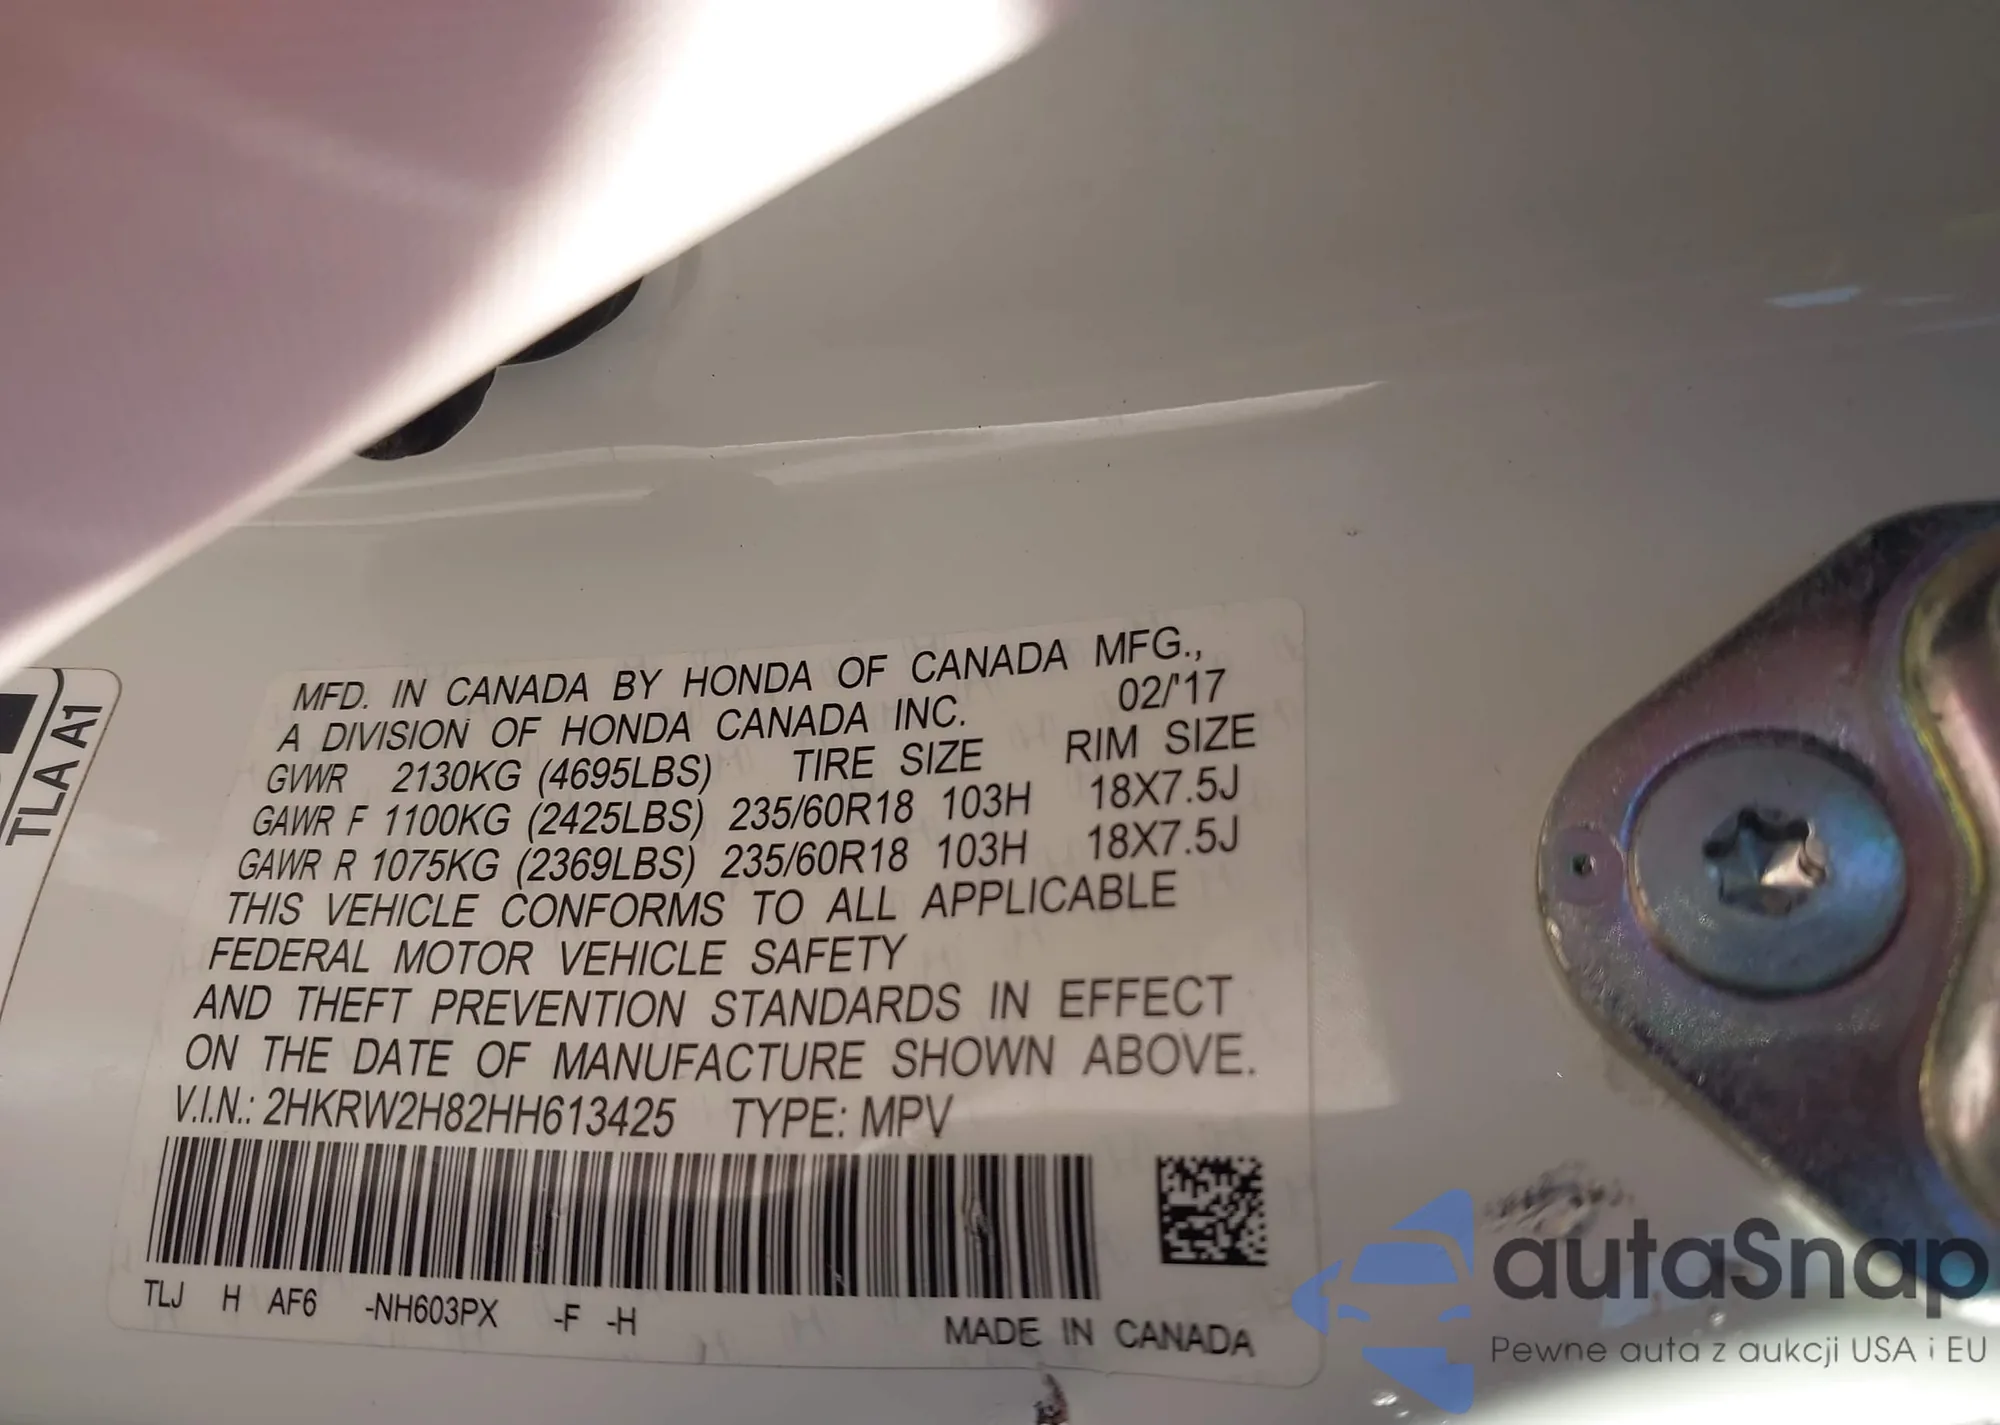 MFD. IN CANADA BY HONDA OF CANADA MFG.,
A DIVISION OF HONDA CANADA INC. 02/'17
GVWR 2130KG (4695LBS) TIRE SIZE RIM SIZE
GAWR F 1100KG (2425LBS) 235/60R18 103H 18X7.5J
GAWR R 1075KG (2369LBS) 235/60R18 103H 18X7.5J
THIS VEHICLE CONFORMS TO ALL APPLICABLE
FEDERAL MOTOR VEHICLE SAFETY
AND THEFT PREVENTION STANDARDS IN EFFECT
ON THE DATE OF MANUFACTURE SHOWN ABOVE.
V.I.N.: 2HKRW2H82HH613425 TYPE: MPV
TLJ H AF6 -NH603PX -F -H
MADE IN CANADA
TLA A1
autaSnap
Pewne auta z aukcji USA i EU